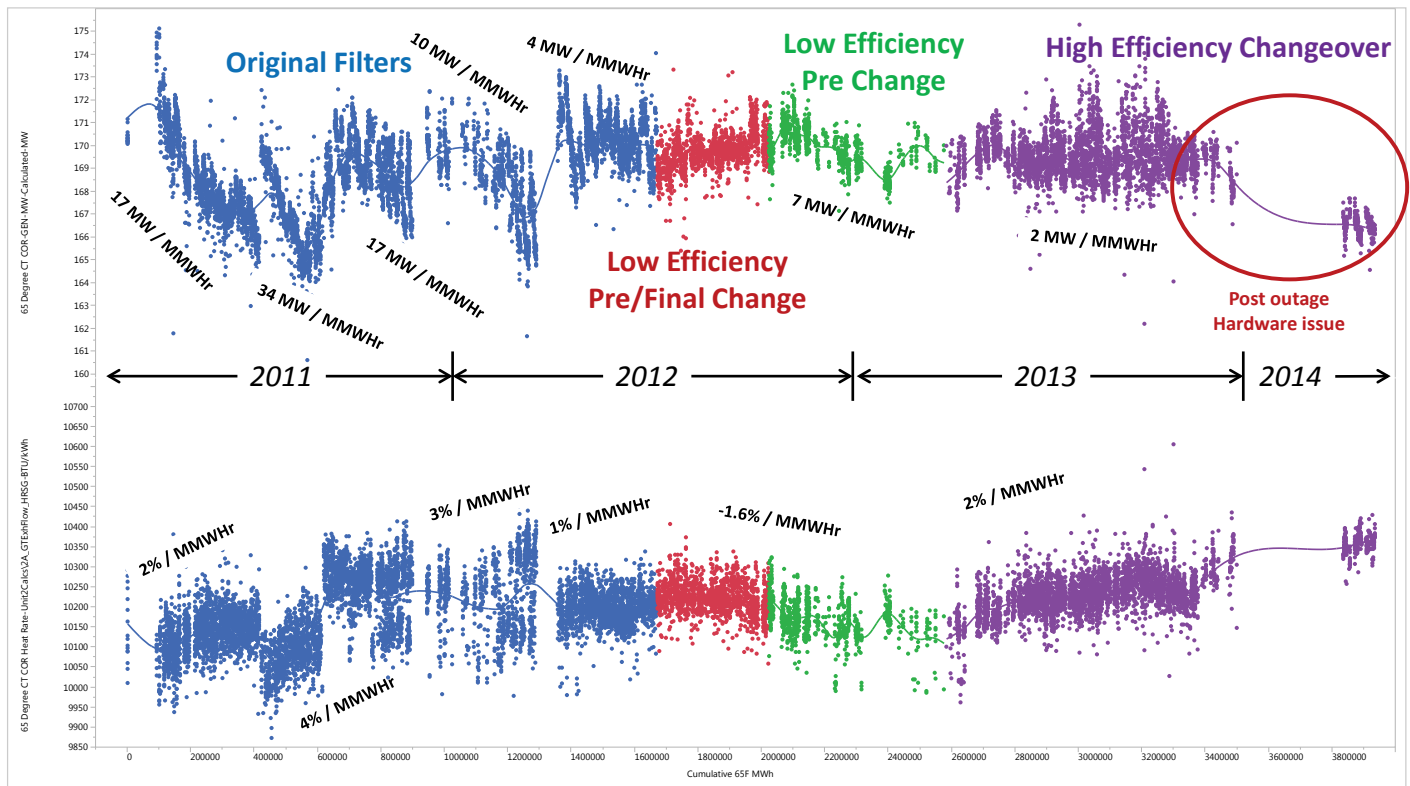 Original Filters
10 MW / MMWHr
4 MW / MMWHr
Low Efficiency
Pre Change
High Efficiency Changeover
17 MW / MMWHr
34 MW / MMWHr
17 MW / MMWHr
Low Efficiency
Pre/Final Change
7 MW / MMWHr
2 MW / MMWHr
Post outage
Hardware issue
65 Degree CT COR-GEN-MW-Calculated-MW
175
174
173
172
171
170
169
168
167
166
165
164
163
162
161
160
2011
2012
2013
2014
65 Degree CT COR Heat Rate-Unit2Calcs\2A_GTExhFlow_HRSG-BTU/kWh
10700
10650
10600
10550
10500
10450
10400
10350
10300
10250
10200
10150
10100
10050
10000
9950
9900
9850
2% / MMWHr
4% / MMWHr
3% / MMWHr
1% / MMWHr
-1.6% / MMWHr
2% / MMWHr
0 200000 400000 600000 800000 1000000 1200000 1400000 1600000 1800000 2000000 2200000 2400000 2600000 2800000 3000000 3200000 3400000 3600000 3800000
Cumulative 65F MWh